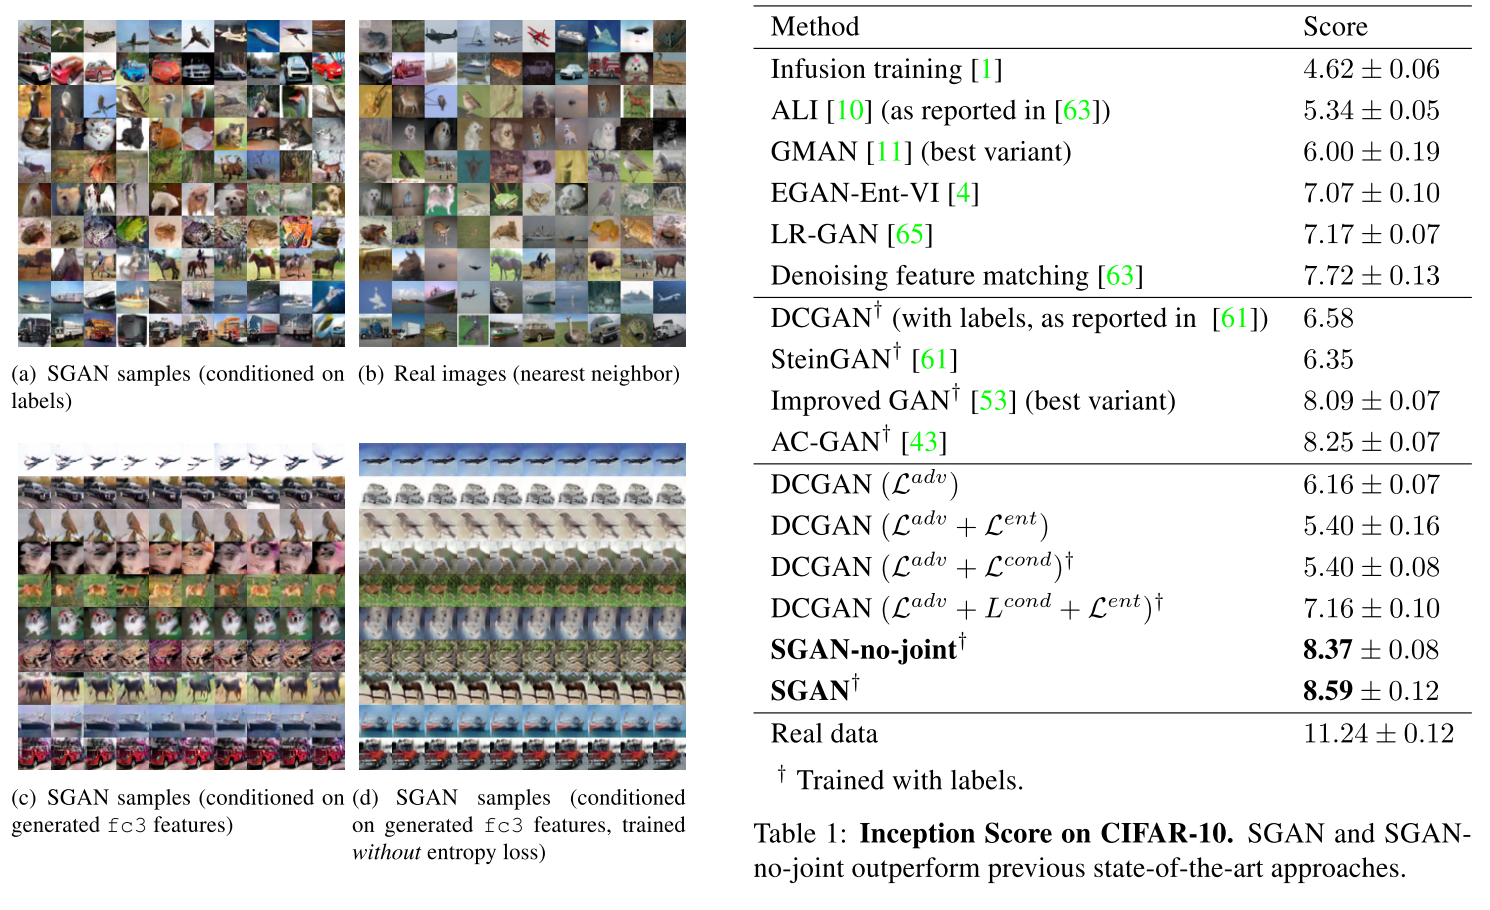 (a) SGAN samples (conditioned on
labels)
(b) Real images (nearest neighbor)
(c) SGAN samples (conditioned on
generated fc3 features)
(d) SGAN samples (conditioned
on generated fc3 features, trained
without entropy loss)
Method Score
Infusion training [1] 4.62 ± 0.06
ALI [10] (as reported in [63]) 5.34 ± 0.05
GMAN [11] (best variant) 6.00 ± 0.19
EGAN-Ent-VI [4] 7.07 ± 0.10
LR-GAN [65] 7.17 ± 0.07
Denoising feature matching [63] 7.72 ± 0.13
DCGAN† (with labels, as reported in [61]) 6.58
SteinGAN† [61] 6.35
Improved GAN† [53] (best variant) 8.09 ± 0.07
AC-GAN† [43] 8.25 ± 0.07
DCGAN (ℒ^adv) 6.16 ± 0.07
DCGAN (ℒ^adv + ℒ^ent) 5.40 ± 0.16
DCGAN (ℒ^adv + ℒ^cond)† 5.40 ± 0.08
DCGAN (ℒ^adv + L^cond + ℒ^ent)† 7.16 ± 0.10
SGAN-no-joint† 8.37 ± 0.08
SGAN† 8.59 ± 0.12
Real data 11.24 ± 0.12
† Trained with labels.
Table 1: Inception Score on CIFAR-10. SGAN and SGAN-
no-joint outperform previous state-of-the-art approaches.